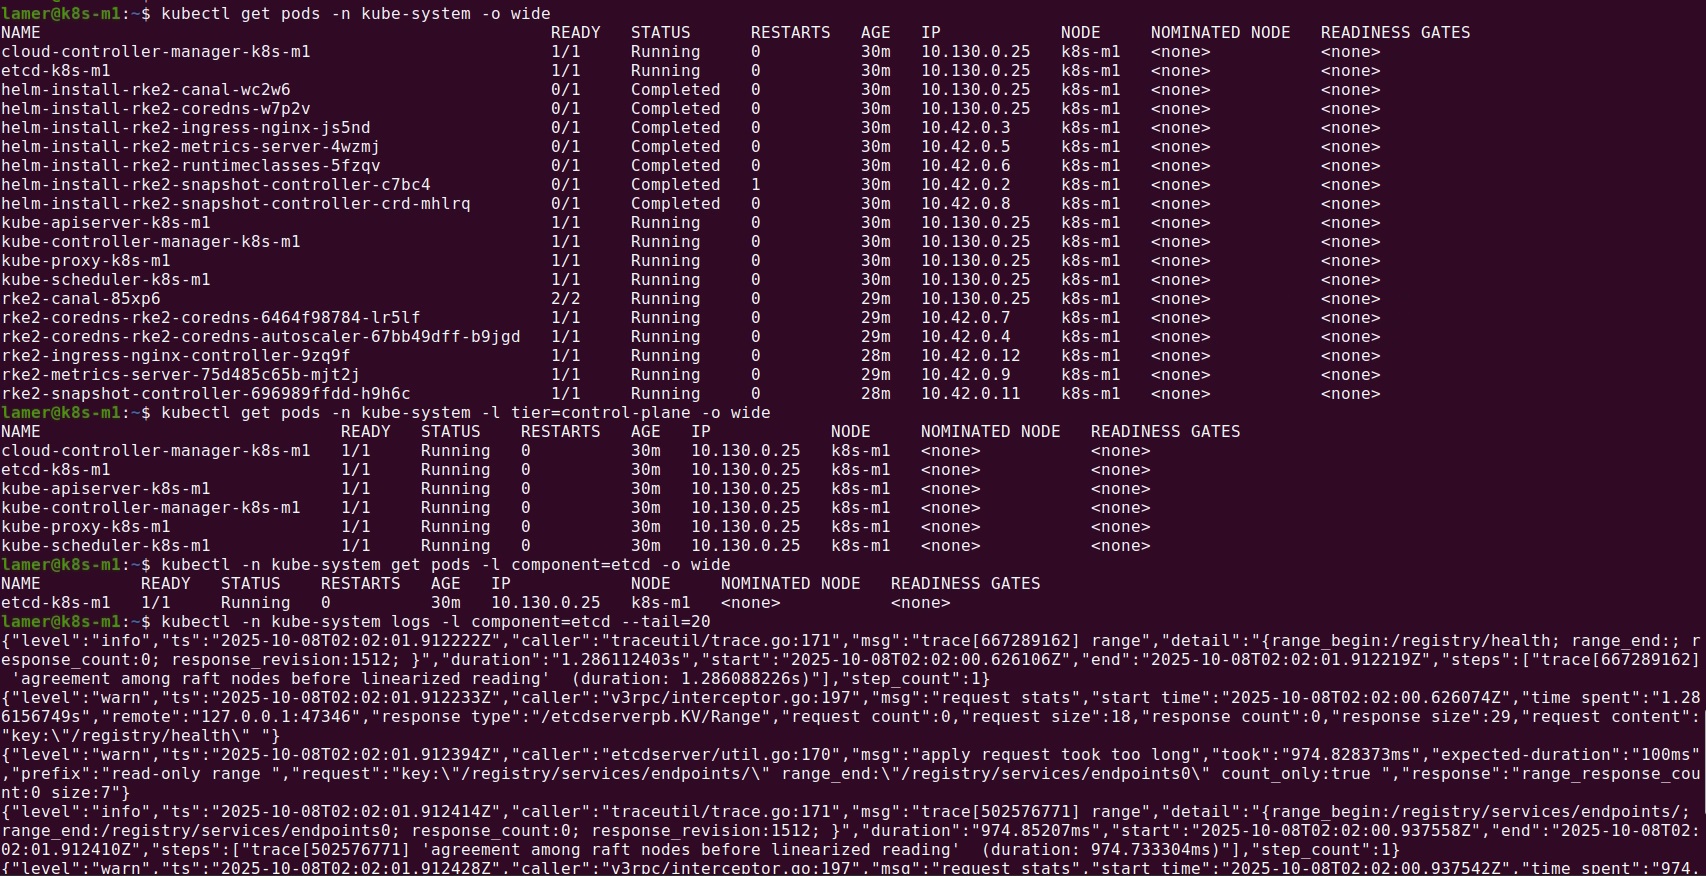 lamer@k8s-m1:~$ kubectl get pods -n kube-system -o wide
NAME READY STATUS RESTARTS AGE IP NODE NOMINATED NODE READINESS GATES
cloud-controller-manager-k8s-m1 1/1 Running 0 30m 10.130.0.25 k8s-m1 <none> <none>
etcd-k8s-m1 1/1 Running 0 30m 10.130.0.25 k8s-m1 <none> <none>
helm-install-rke2-canal-wc2w6 0/1 Completed 0 30m 10.130.0.25 k8s-m1 <none> <none>
helm-install-rke2-coredns-w7p2v 0/1 Completed 0 30m 10.130.0.25 k8s-m1 <none> <none>
helm-install-rke2-ingress-nginx-js5nd 0/1 Completed 0 30m 10.42.0.3 k8s-m1 <none> <none>
helm-install-rke2-metrics-server-4wzmj 0/1 Completed 0 30m 10.42.0.5 k8s-m1 <none> <none>
helm-install-rke2-runtimeclasses-5fzqv 0/1 Completed 0 30m 10.42.0.6 k8s-m1 <none> <none>
helm-install-rke2-snapshot-controller-c7bc4 0/1 Completed 1 30m 10.42.0.2 k8s-m1 <none> <none>
helm-install-rke2-snapshot-controller-crd-mhlrq 0/1 Completed 0 30m 10.42.0.8 k8s-m1 <none> <none>
kube-apiserver-k8s-m1 1/1 Running 0 30m 10.130.0.25 k8s-m1 <none> <none>
kube-controller-manager-k8s-m1 1/1 Running 0 30m 10.130.0.25 k8s-m1 <none> <none>
kube-proxy-k8s-m1 1/1 Running 0 30m 10.130.0.25 k8s-m1 <none> <none>
kube-scheduler-k8s-m1 1/1 Running 0 30m 10.130.0.25 k8s-m1 <none> <none>
rke2-canal-85xp6 2/2 Running 0 29m 10.130.0.25 k8s-m1 <none> <none>
rke2-coredns-rke2-coredns-6464f98784-lr5lf 1/1 Running 0 29m 10.42.0.7 k8s-m1 <none> <none>
rke2-coredns-rke2-coredns-autoscaler-67bb49dff-b9jgd 1/1 Running 0 29m 10.42.0.4 k8s-m1 <none> <none>
rke2-ingress-nginx-controller-9zq9f 1/1 Running 0 28m 10.42.0.12 k8s-m1 <none> <none>
rke2-metrics-server-75d485c65b-mjt2j 1/1 Running 0 29m 10.42.0.9 k8s-m1 <none> <none>
rke2-snapshot-controller-696989ffdd-h9h6c 1/1 Running 0 28m 10.42.0.11 k8s-m1 <none> <none>
lamer@k8s-m1:~$ kubectl get pods -n kube-system -l tier=control-plane -o wide
NAME READY STATUS RESTARTS AGE IP NODE NOMINATED NODE READINESS GATES
cloud-controller-manager-k8s-m1 1/1 Running 0 30m 10.130.0.25 k8s-m1 <none> <none>
etcd-k8s-m1 1/1 Running 0 30m 10.130.0.25 k8s-m1 <none> <none>
kube-apiserver-k8s-m1 1/1 Running 0 30m 10.130.0.25 k8s-m1 <none> <none>
kube-controller-manager-k8s-m1 1/1 Running 0 30m 10.130.0.25 k8s-m1 <none> <none>
kube-proxy-k8s-m1 1/1 Running 0 30m 10.130.0.25 k8s-m1 <none> <none>
kube-scheduler-k8s-m1 1/1 Running 0 30m 10.130.0.25 k8s-m1 <none> <none>
lamer@k8s-m1:~$ kubectl -n kube-system get pods -l component=etcd -o wide
NAME READY STATUS RESTARTS AGE IP NODE NOMINATED NODE READINESS GATES
etcd-k8s-m1 1/1 Running 0 30m 10.130.0.25 k8s-m1 <none> <none>
lamer@k8s-m1:~$ kubectl -n kube-system logs -l component=etcd --tail=20
{"level":"info","ts":"2025-10-08T02:02:01.912222Z","caller":"traceutil/trace.go:171","msg":"trace[667289162] range","detail":"{range_begin:/registry/health; range_end:; r
esponse_count:0; response_revision:1512; }","duration":"1.286112403s","start":"2025-10-08T02:02:00.626106Z","end":"2025-10-08T02:02:01.912219Z","steps":["trace[667289162]
 'agreement among raft nodes before linearized reading'  (duration: 1.286088226s)"],"step_count":1}
{"level":"warn","ts":"2025-10-08T02:02:01.912233Z","caller":"v3rpc/interceptor.go:197","msg":"request stats","start time":"2025-10-08T02:02:00.626074Z","time spent":"1.28
6156749s","remote":"127.0.0.1:47346","response type":"/etcdserverpb.KV/Range","request count":0,"request size":18,"response count":0,"response size":29,"request content":
"key:\"/registry/health\" "}
{"level":"warn","ts":"2025-10-08T02:02:01.912394Z","caller":"etcdserver/util.go:170","msg":"apply request took too long","took":"974.828373ms","expected-duration":"100ms"
,"prefix":"read-only range ","request":"key:\"/registry/services/endpoints/\" range_end:\"/registry/services/endpoints0\" count_only:true ","response":"range_response_cou
nt:0 size:7"}
{"level":"info","ts":"2025-10-08T02:02:01.912414Z","caller":"traceutil/trace.go:171","msg":"trace[502576771] range","detail":"{range_begin:/registry/services/endpoints/; 
range_end:/registry/services/endpoints0; response_count:0; response_revision:1512; }","duration":"974.85207ms","start":"2025-10-08T02:02:00.937558Z","end":"2025-10-08T02:
02:01.912410Z","steps":["trace[502576771] 'agreement among raft nodes before linearized reading'  (duration: 974.733304ms)"],"step_count":1}
{"level":"warn","ts":"2025-10-08T02:02:01.912428Z","caller":"v3rpc/interceptor.go:197","msg":"request stats","start time":"2025-10-08T02:02:00.937542Z","time spent":"974.